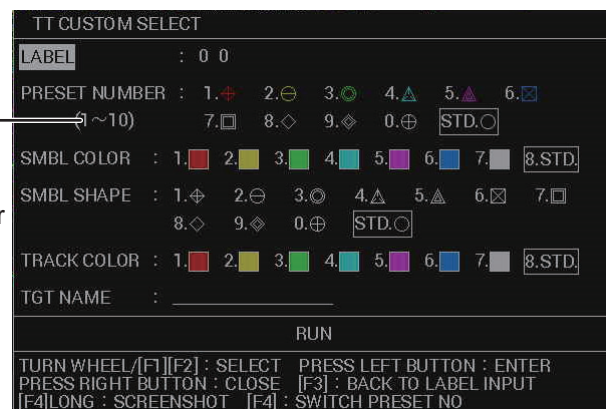 TT CUSTOM SELECT
LABEL : 0 0
PRESET NUMBER : 1. 2. 3. 4. 5. 6.
(1~10) 7. 8. 9. 0. STD.
SMBL COLOR : 1. 2. 3. 4. 5. 6. 7. 8.STD.
SMBL SHAPE : 1. 2. 3. 4. 5. 6. 7.
r
8. 9. 0. STD.
TRACK COLOR : 1. 2. 3. 4. 5. 6. 7. 8.STD.
TGT NAME :
RUN
TURN WHEEL/[F1][F2] : SELECT PRESS LEFT BUTTON : ENTER
PRESS RIGHT BUTTON : CLOSE [F3] : BACK TO LABEL INPUT
[F4]LONG : SCREENSHOT [F4] : SWITCH PRESET NO